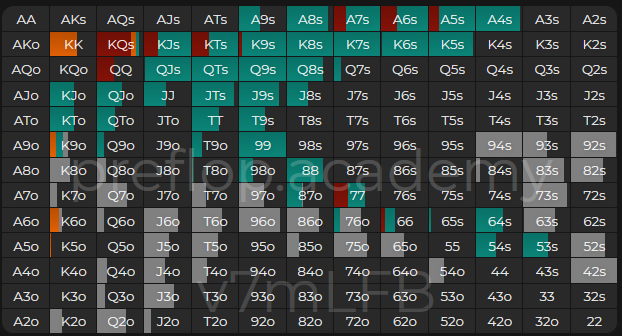 AA AKs AQs AJs ATs A9s A8s A7s A6s A5s A4s A3s A2s
AKo KK KQs KJs KTs K9s K8s K7s K6s K5s K4s K3s K2s
AQo KQo QQ QJs QTs Q9s Q8s Q7s Q6s Q5s Q4s Q3s Q2s
AJo KJo QJo JJ JTs J9s J8s J7s J6s J5s J4s J3s J2s
ATo KTo QTo JTo TT T9s T8s T7s T6s T5s T4s T3s T2s
A9o K9o Q9o J9o T9o 99 98s 97s 96s 95s 94s 93s 92s
A8o K8o Q8o J8o T8o 98o 88 87s 86s 85s 84s 83s 82s
preflop.academy
A7o K7o Q7o J7o T7o 97o 87o 77 76s 75s 74s 73s 72s
A6o K6o Q6o J6o T6o 96o 86o 76o 66 65s 64s 63s 62s
A5o K5o Q5o J5o T5o 95o 85o 75o 65o 55 54s 53s 52s
A4o K4o Q4o J4o T4o 94o 84o 74o 64o 54o 44 43s 42s
v7mLFB
A3o K3o Q3o J3o T3o 93o 83o 73o 63o 53o 43o 33 32s
A2o K2o Q2o J2o T2o 92o 82o 72o 62o 52o 42o 32o 22